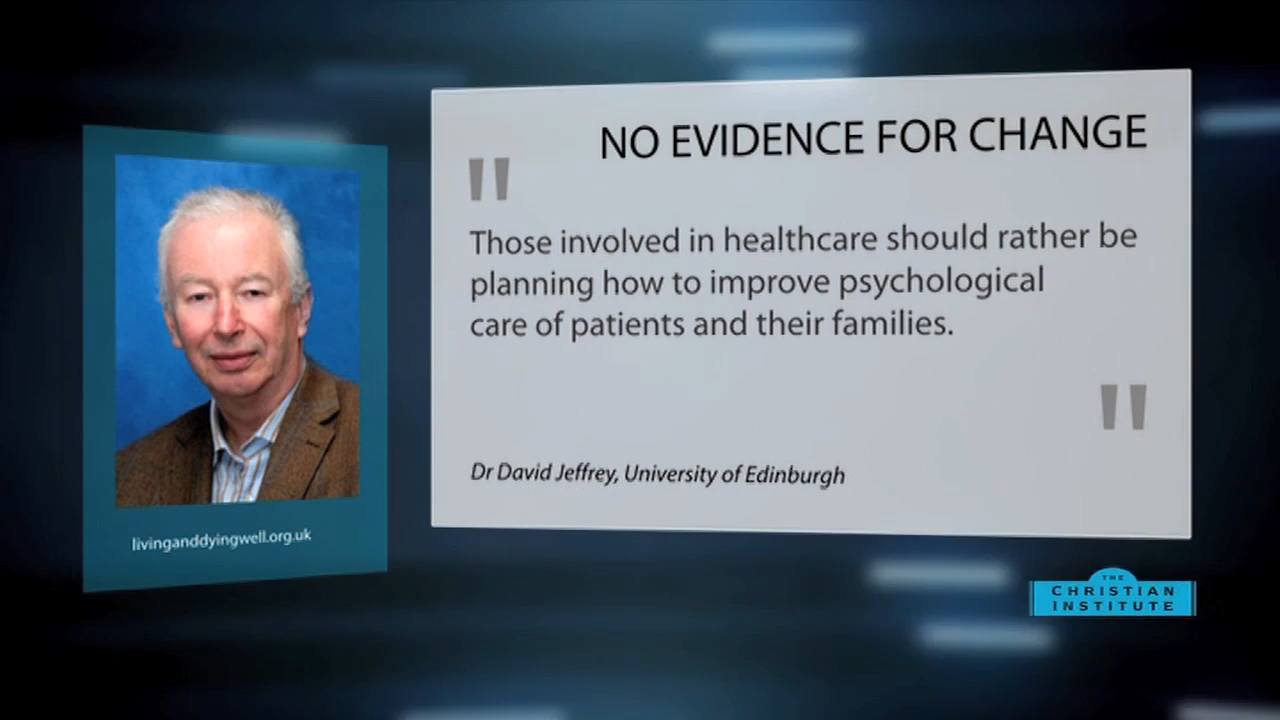 NO EVIDENCE FOR CHANGE
"
Those involved in healthcare should rather be
planning how to improve psychological
care of patients and their families.
"
Dr David Jeffrey, University of Edinburgh
livinganddyingwell.org.uk
THE
CHRISTIAN
INSTITUTE